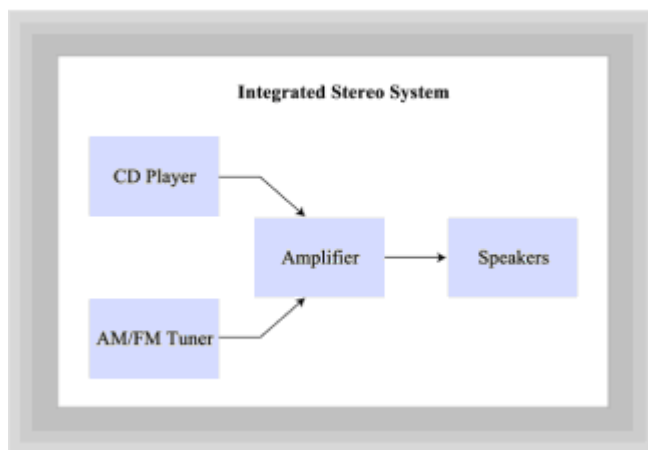 Integrated Stereo System
CD Player
Amplifier
Speakers
AM/FM Tuner